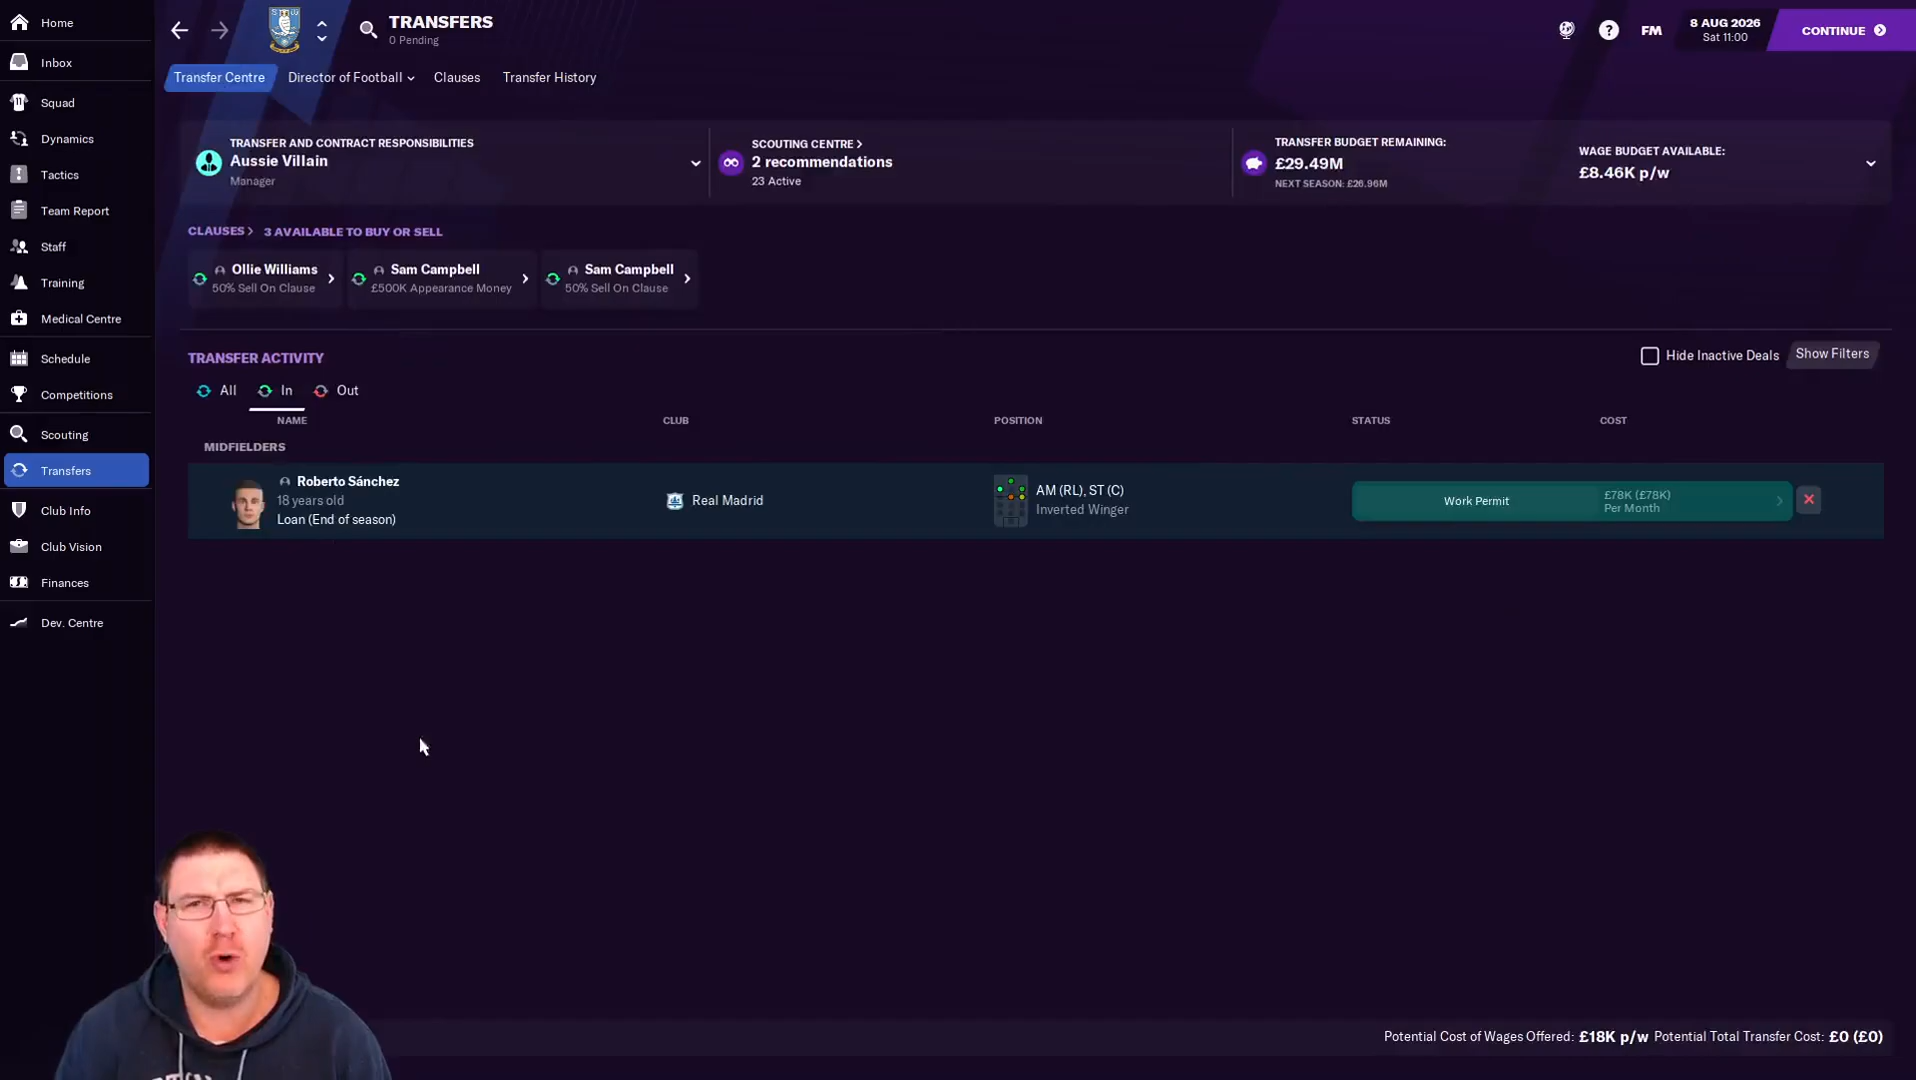 Home
Inbox
Squad
Dynamics
Tactics
Team Report
Staff
Training
Medical Centre
Schedule
Competitions
Scouting
Transfers
Club Info
Club Vision
Finances
Dev. Centre
TRANSFERS
0 Pending
FM
8 AUG 2026
Sat 11:00
CONTINUE
Transfer Centre
Director of Football
Clauses
Transfer History
TRANSFER AND CONTRACT RESPONSIBILITIES
Aussie Villain
Manager
SCOUTING CENTRE >
2 recommendations
23 Active
TRANSFER BUDGET REMAINING:
£29.49M
NEXT SEASON: £26.96M
WAGE BUDGET AVAILABLE:
£8.46K p/w
CLAUSES > 3 AVAILABLE TO BUY OR SELL
Ollie Williams
50% Sell On Clause
Sam Campbell
£500K Appearance Money
Sam Campbell
50% Sell On Clause
TRANSFER ACTIVITY
Hide Inactive Deals
Show Filters
All
In
Out
NAME CLUB POSITION STATUS COST
MIDFIELDERS
Roberto Sánchez
18 years old
Loan (End of season)
Real Madrid
AM (RL), ST (C)
Inverted Winger
Work Permit
£78K (£78K)
Per Month
Potential Cost of Wages Offered: £18K p/w Potential Total Transfer Cost: £0 (£0)